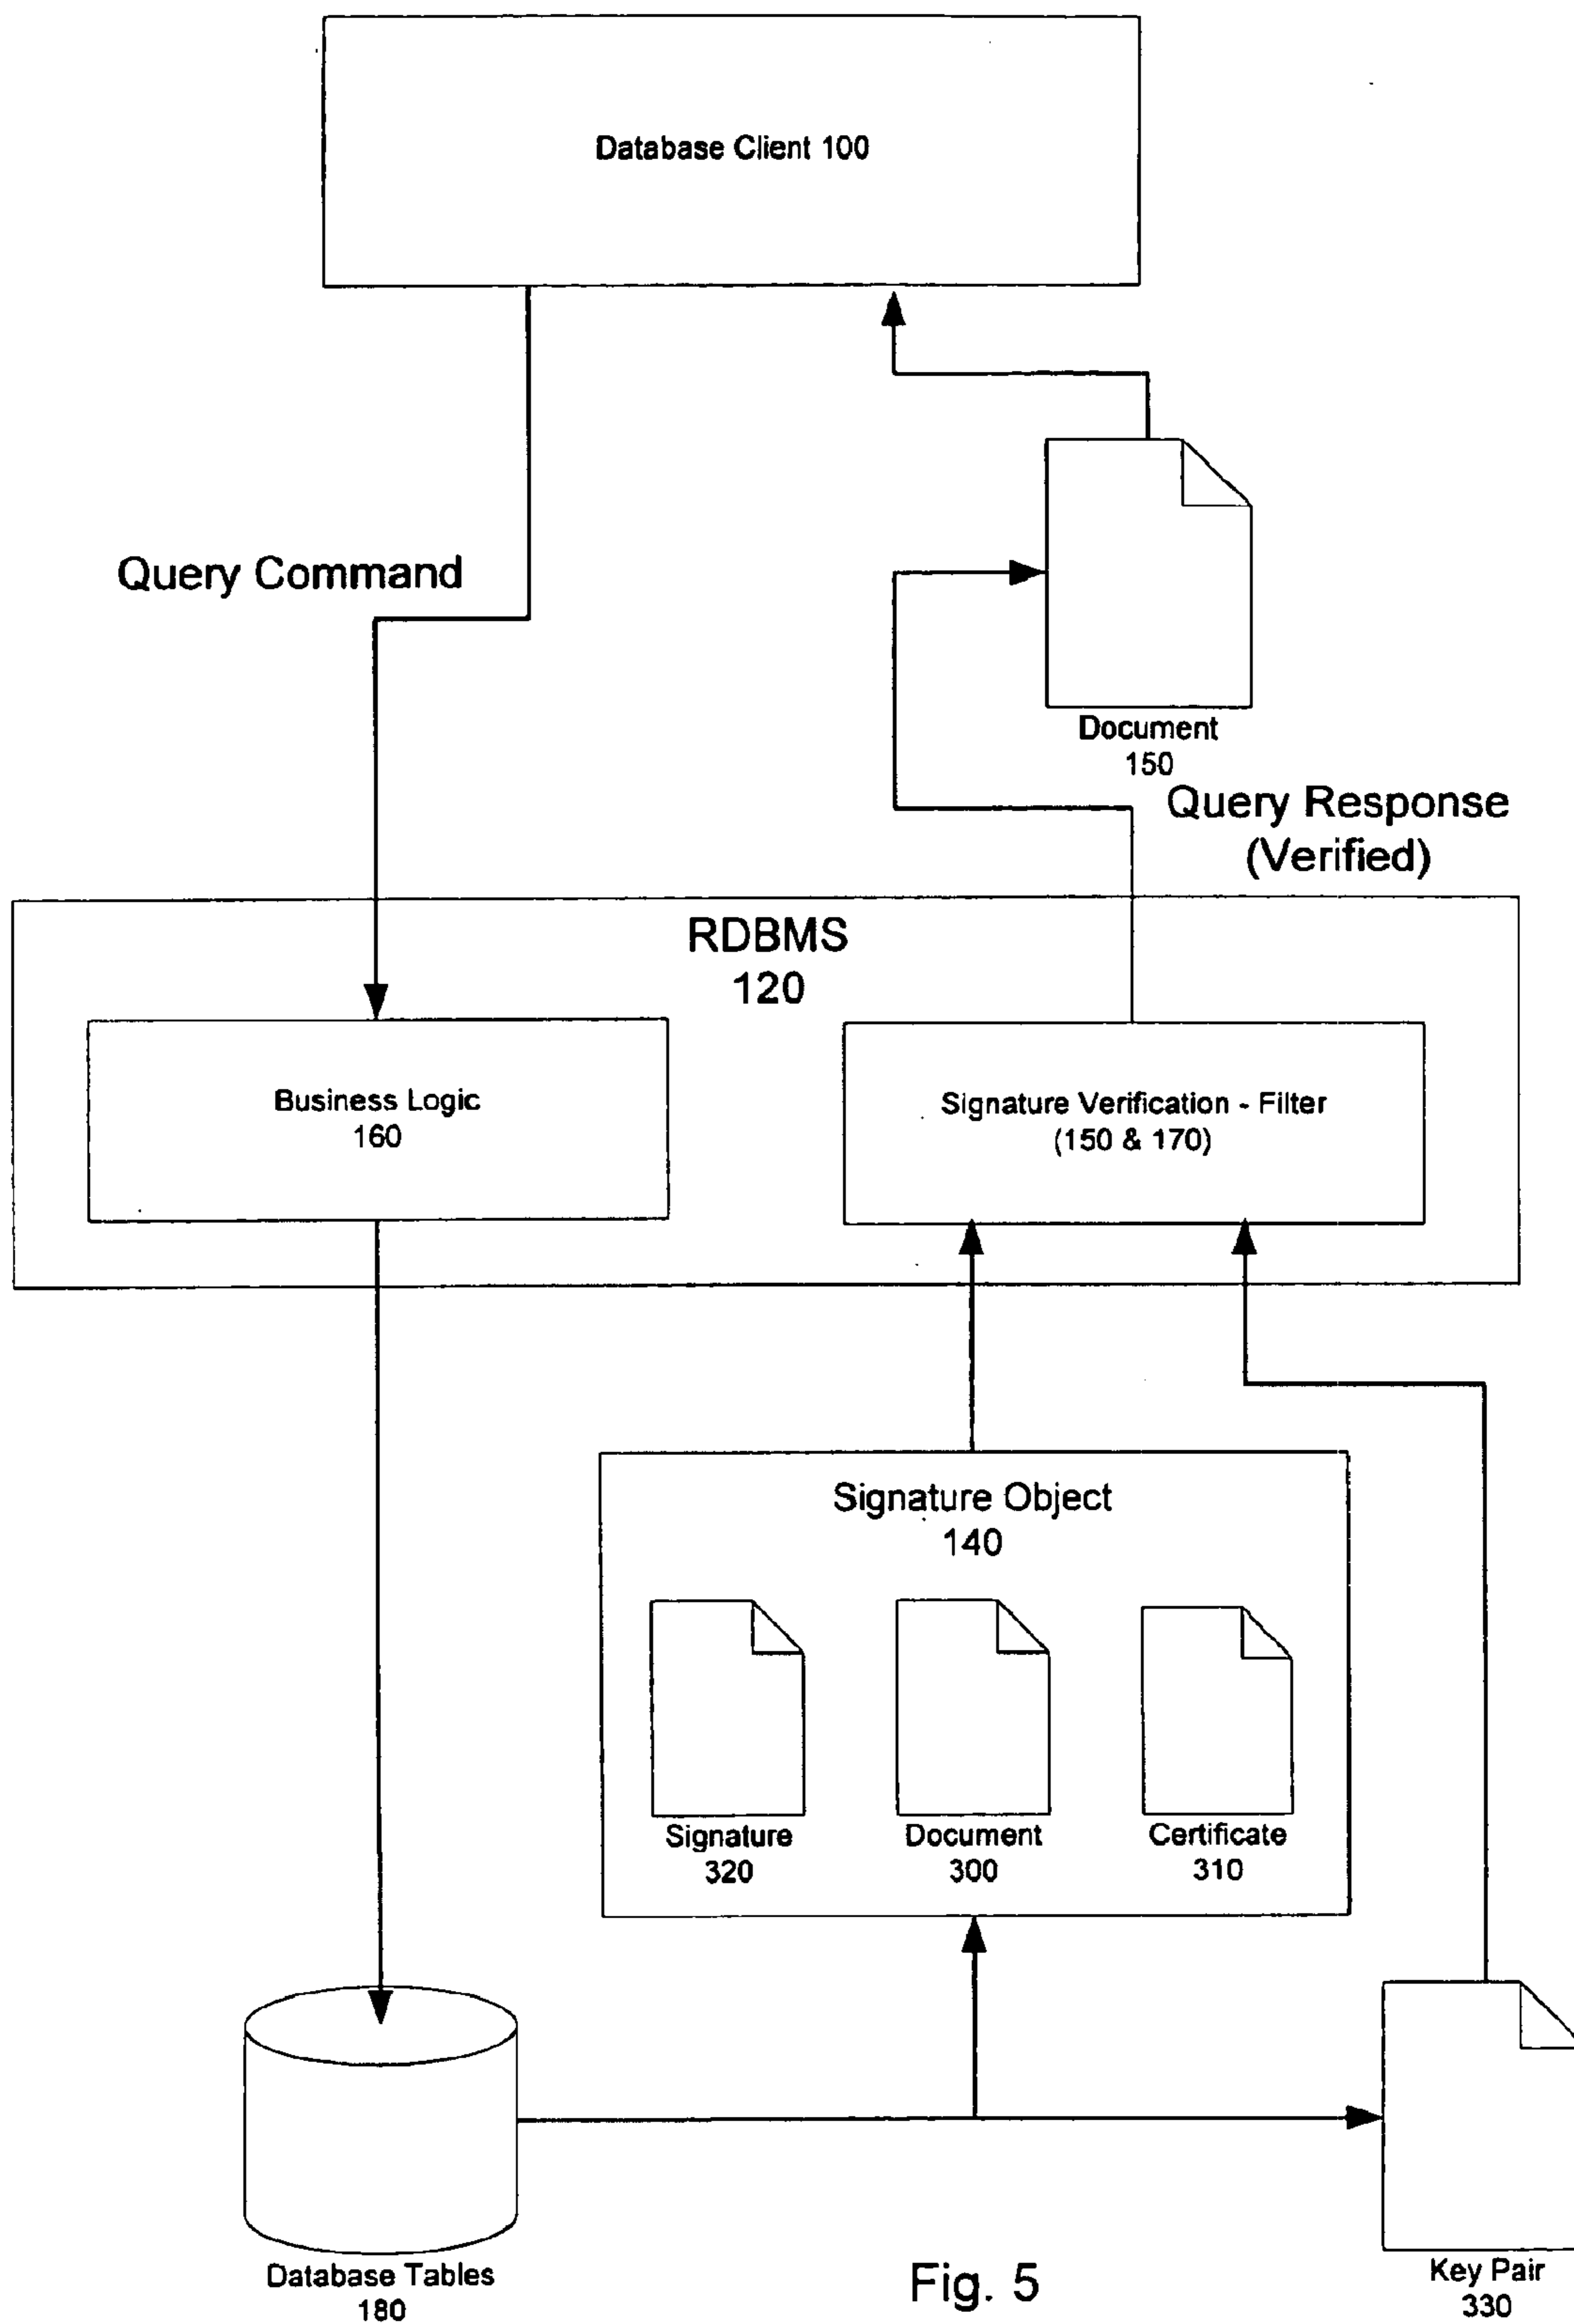 Database Client 100
Query Command
Document
150
Query Response
(Verified)
RDBMS
120
Business Logic
160
Signature Verification - Filter
(150 & 170)
Signature Object
140
Signature
320
Document
300
Certificate
310
Database Tables
180
Key Pair
330
Fig. 5